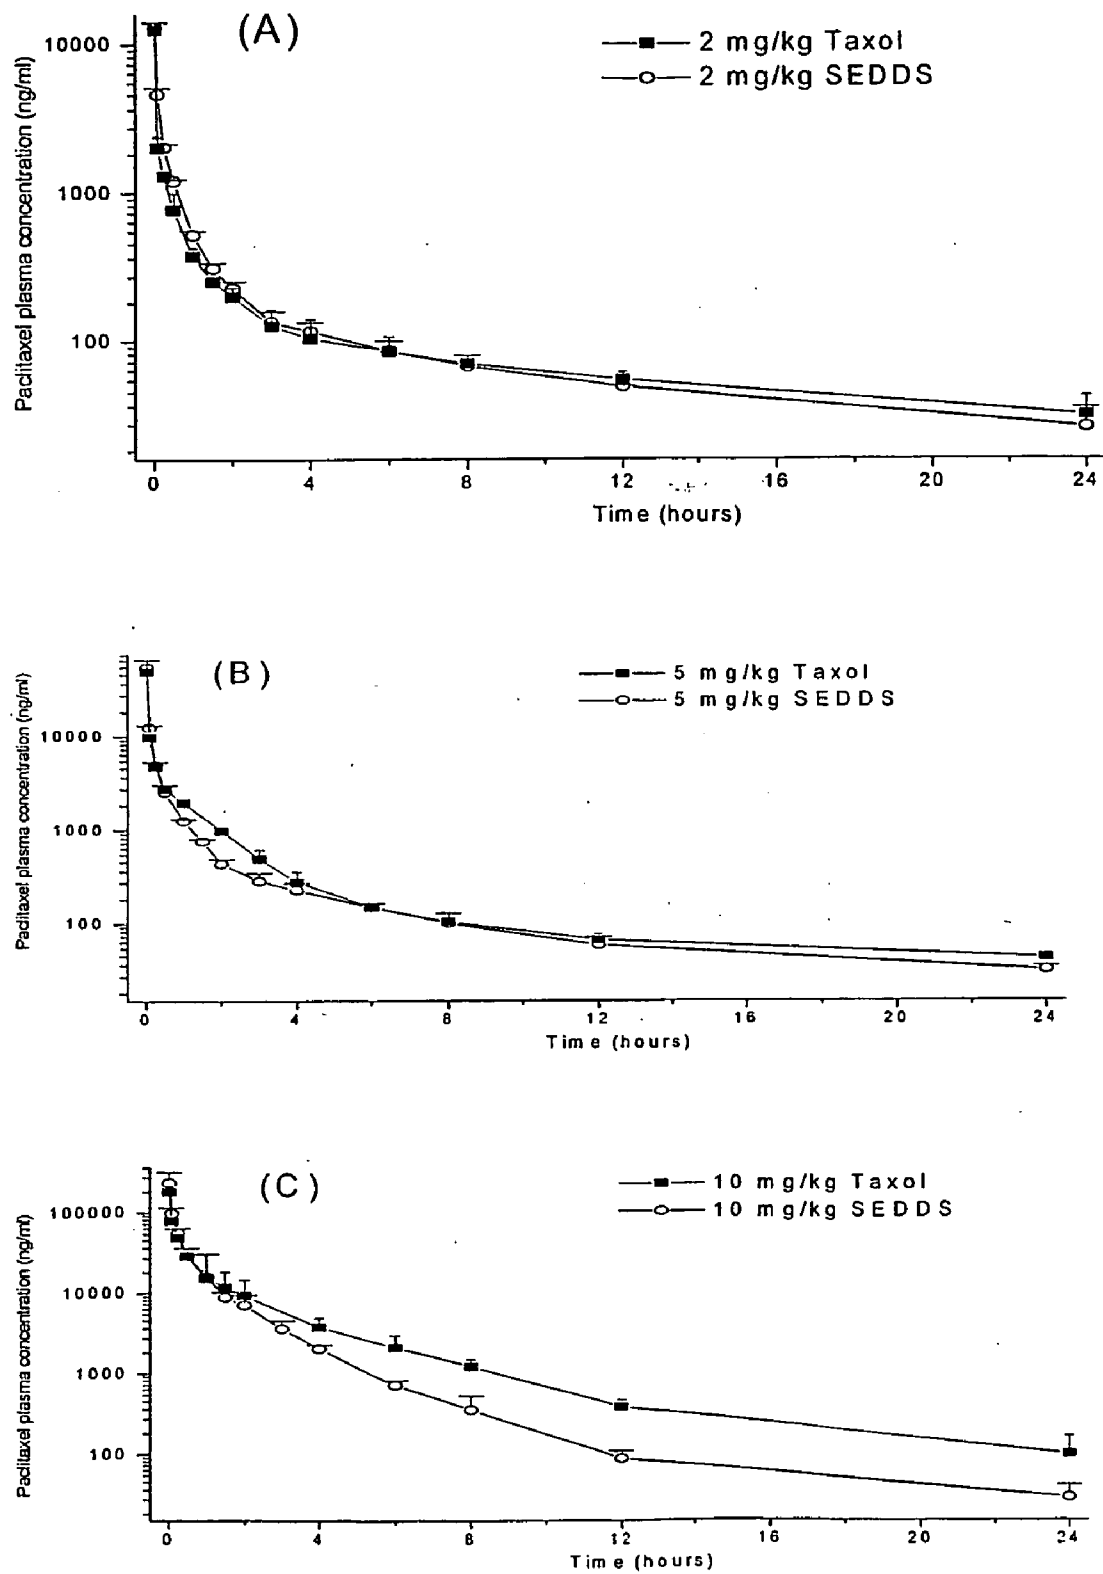 (A)
2 mg/kg Taxol
2 mg/kg SEDDS
Paclitaxel plasma concentration (ng/ml)
10000
1000
100
0 4 8 12 16 20 24
Time (hours)
(B)
5 mg/kg Taxol
5 mg/kg SEDDS
Paclitaxel plasma concentration (ng/ml)
10000
1000
100
0 4 8 12 16 20 24
Time (hours)
(C)
10 mg/kg Taxol
10 mg/kg SEDDS
Paclitaxel plasma concentration (ng/ml)
100000
10000
1000
100
0 4 8 12 16 20 24
Time (hours)